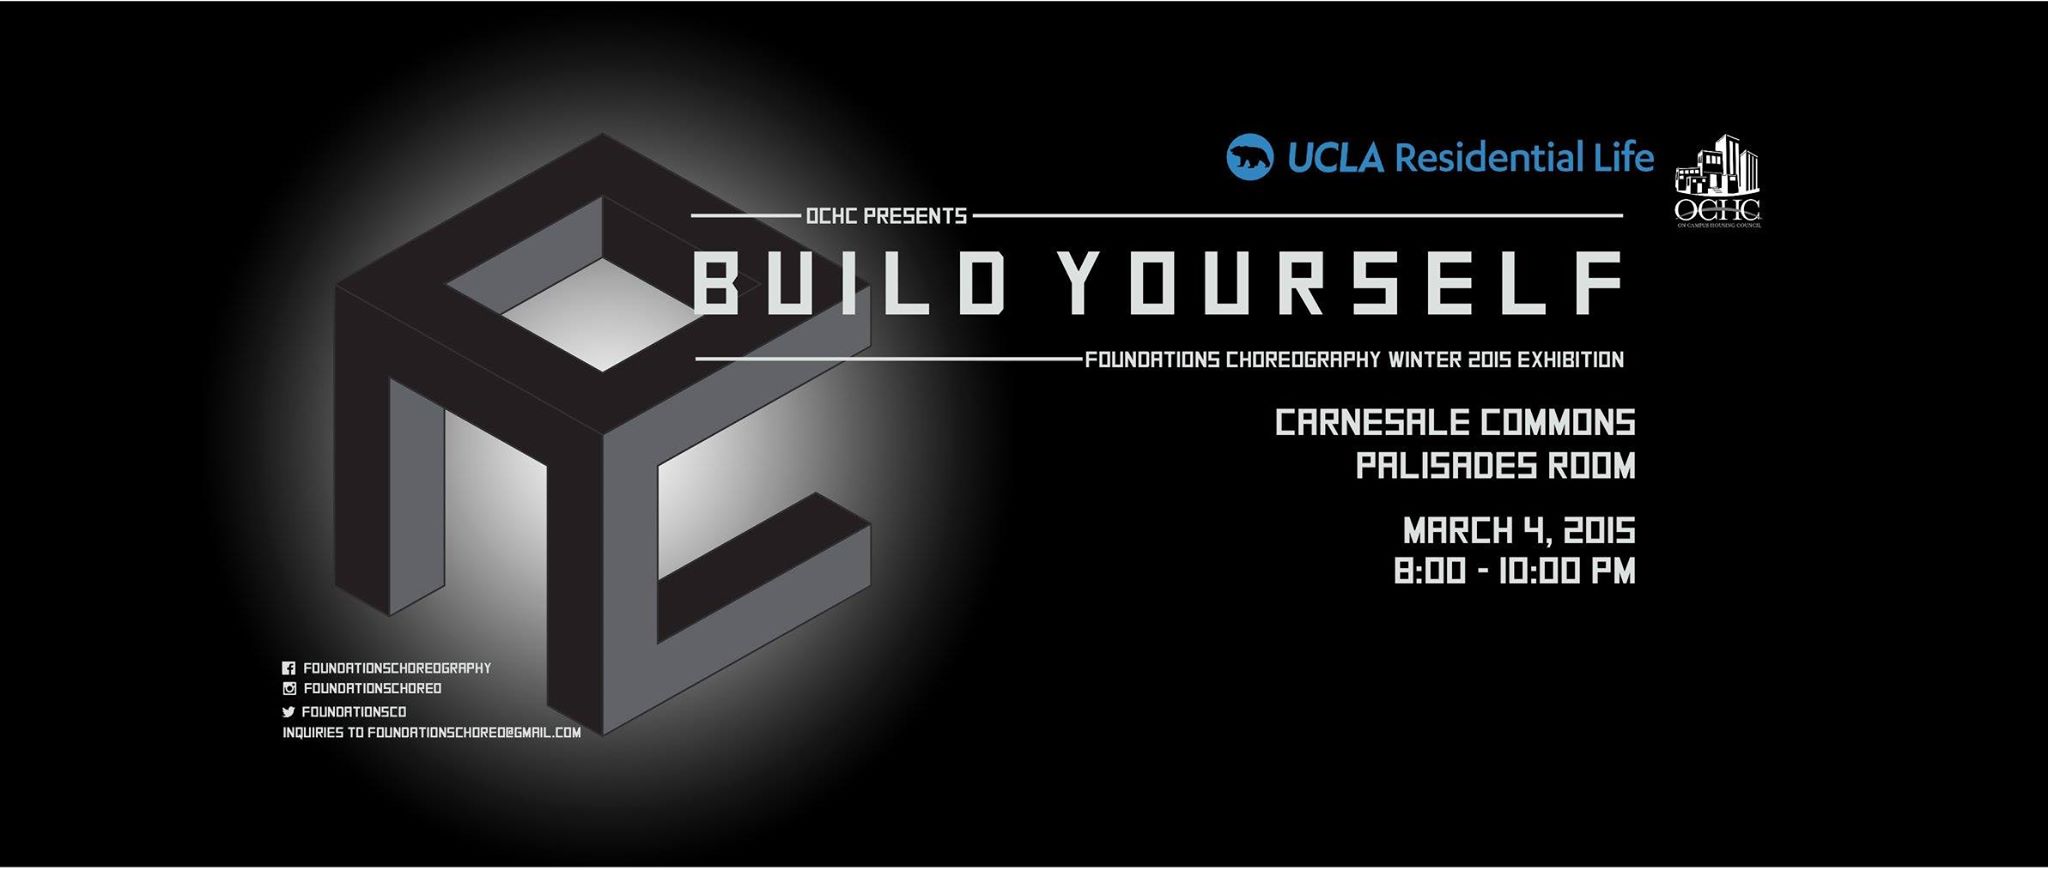 UCLA Residential Life
OCHC
ON CAMPUS HOUSING COUNCIL
OCHC PRESENTS
BUILD YOURSELF
FOUNDATIONS CHOREOGRAPHY WINTER 2015 EXHIBITION
CARNESALE COMMONS
PALISADES ROOM
MARCH 4, 2015
8:00 - 10:00 PM
FOUNDATIONSCHOREOGRAPHY
FOUNDATIONSCHOREO
FOUNDATIONSCO
INQUIRIES TO FOUNDATIONSCHOREO@GMAIL.COM